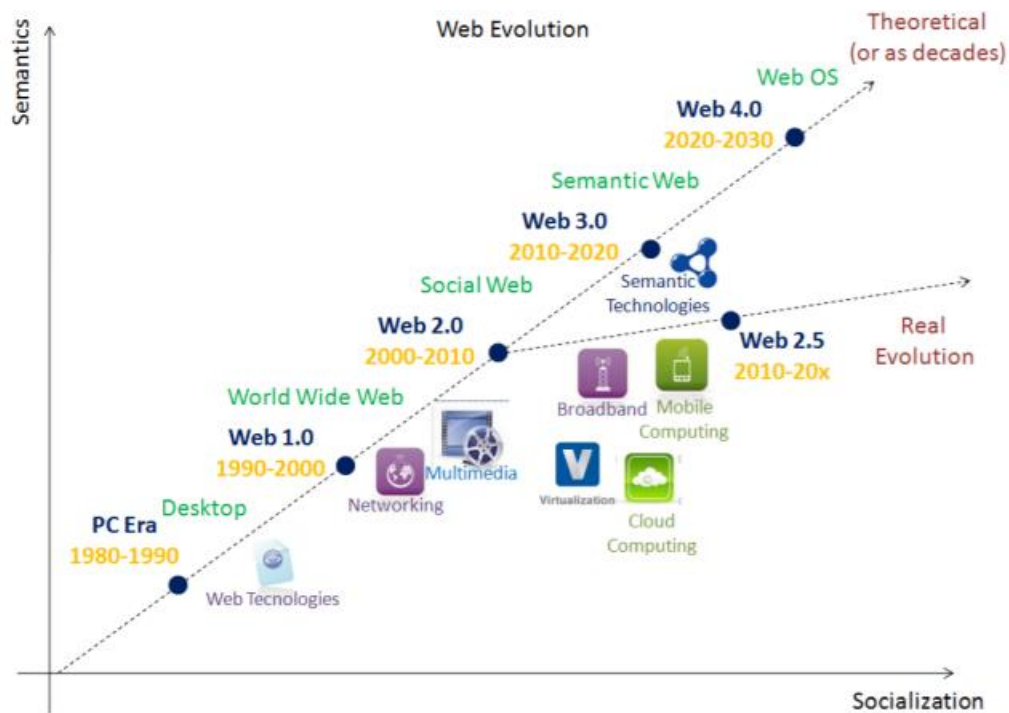 Web Evolution
Semantics
Theoretical
(or as decades)
Web OS
Web 4.0
2020-2030
Semantic Web
Web 3.0
2010-2020
Semantic
Technologies
Social Web
Web 2.0
2000-2010
Web 2.5
2010-20x
Real
Evolution
Broadband
Mobile
Computing
World Wide Web
Web 1.0
1990-2000
Multimedia
Networking
V
Virtualization
Cloud
Computing
Desktop
PC Era
1980-1990
Web Tecnologies
Socialization